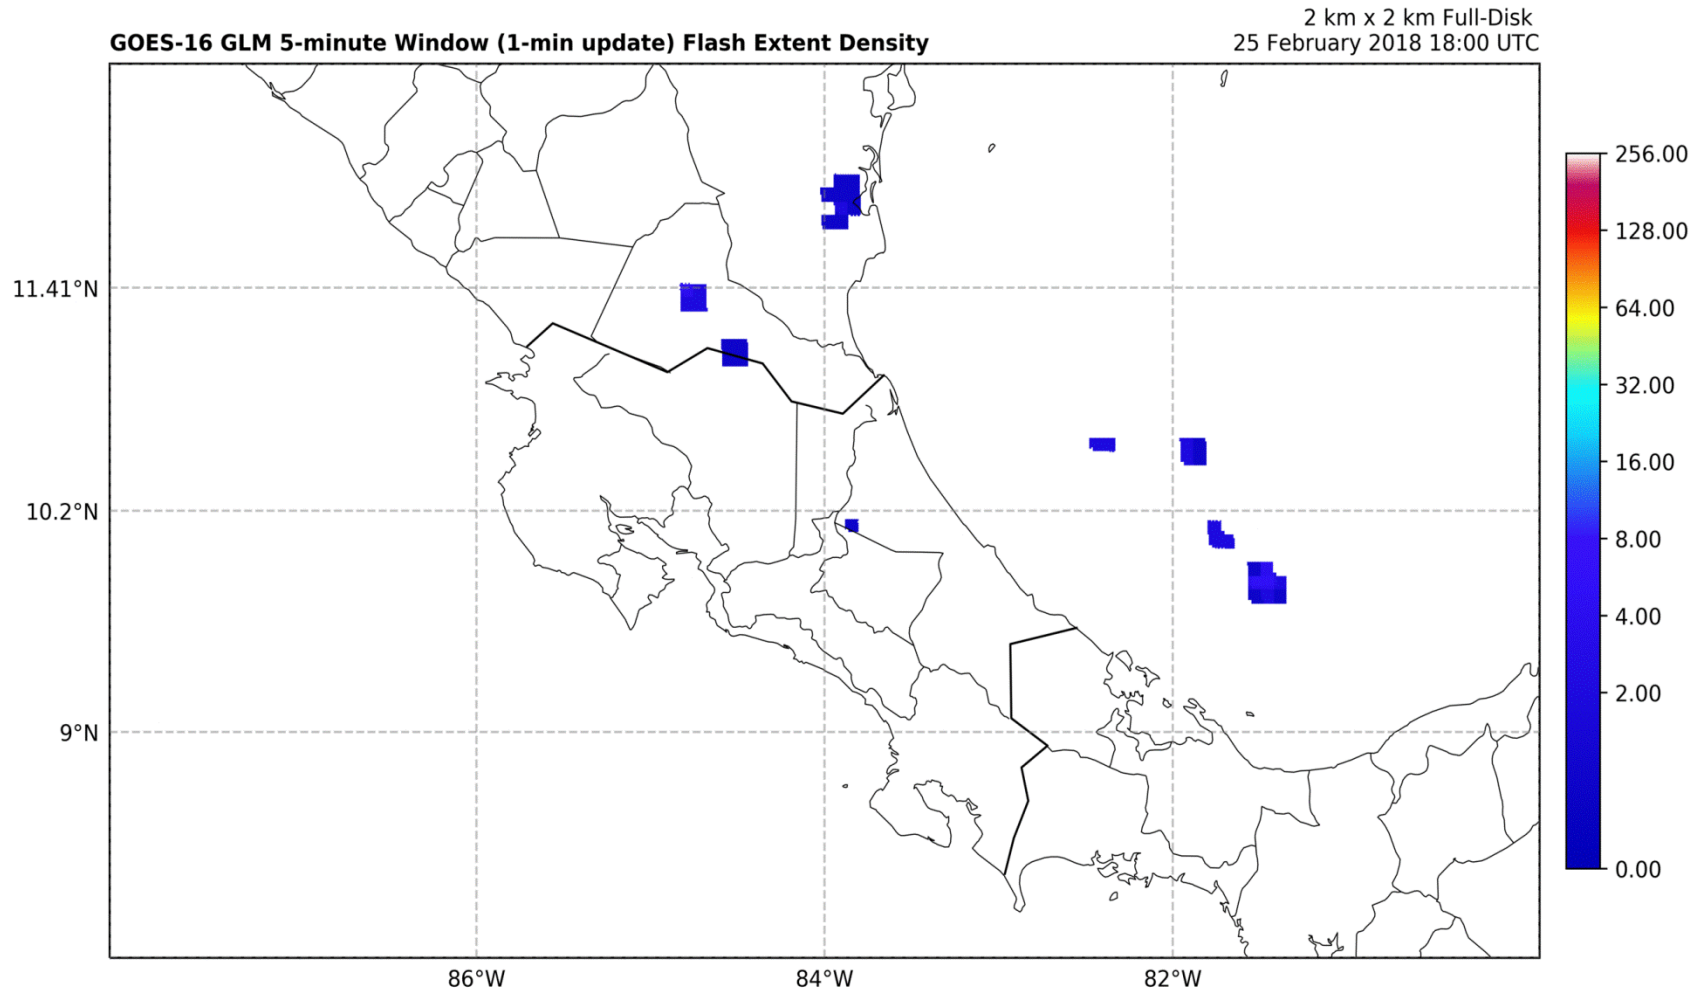 2 km x 2 km Full-Disk
GOES-16 GLM 5-minute Window (1-min update) Flash Extent Density
25 February 2018 18:00 UTC
256.00
128.00
11.41°N
64.00
32.00
16.00
10.2°N
8.00
4.00
2.00
9°N
0.00
86°W
84°W
82°W